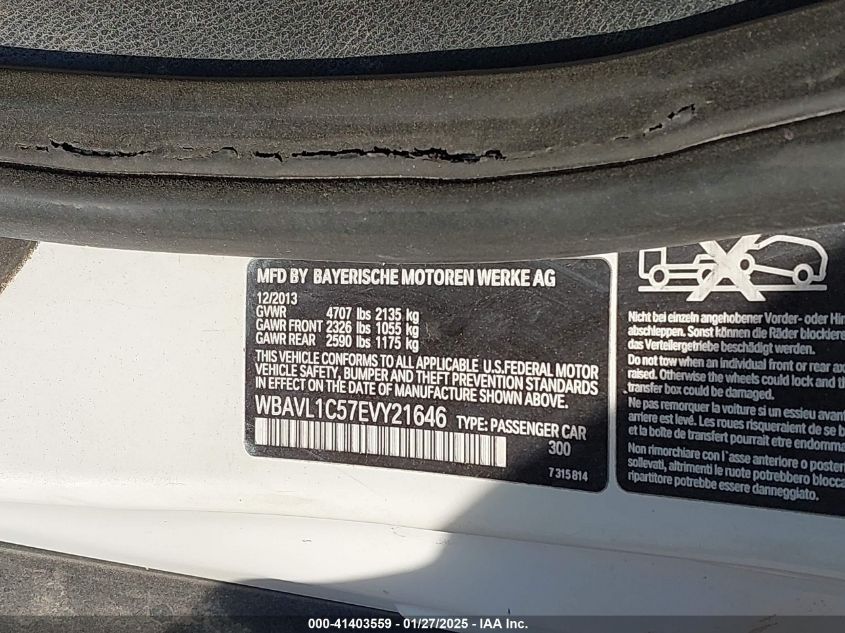 MFD BY BAYERISCHE MOTOREN WERKE AG
12/2013
GVWR 4707 lbs 2135 kg
GAWR FRONT 2326 lbs 1055 kg
GAWR REAR 2590 lbs 1175 kg
THIS VEHICLE CONFORMS TO ALL APPLICABLE U.S.FEDERAL MOTOR
VEHICLE SAFETY, BUMPER AND THEFT PREVENTION STANDARDS
IN EFFECT ON THE DATE OF MANUFACTURE SHOWN ABOVE.
WBAVL1C57EVY21646 TYPE: PASSENGER CAR
300
7 315 814
Nicht bei einzeln angehobener Vorder- oder Hin
abschleppen. Sonst können die Räder blockiere
das Verteilergetriebe beschädigt werden.
Do not tow when an individual front or rear ax
raised. Otherwise the wheels could lock and the
transfer box could be damaged.
Ne pas remorquer la voiture lorsque
arrière est levé. Les roues risqueraient de se b
et la boîte de transfert pourrait etre endomma
Non rimorchiare con l`asse anteriore o posteri
sollevati, altrimenti le ruote potrebbero blocca
ripartitore potrebbe essere danneggiato.
000-41403559 - 01/27/2025 - IAA Inc.